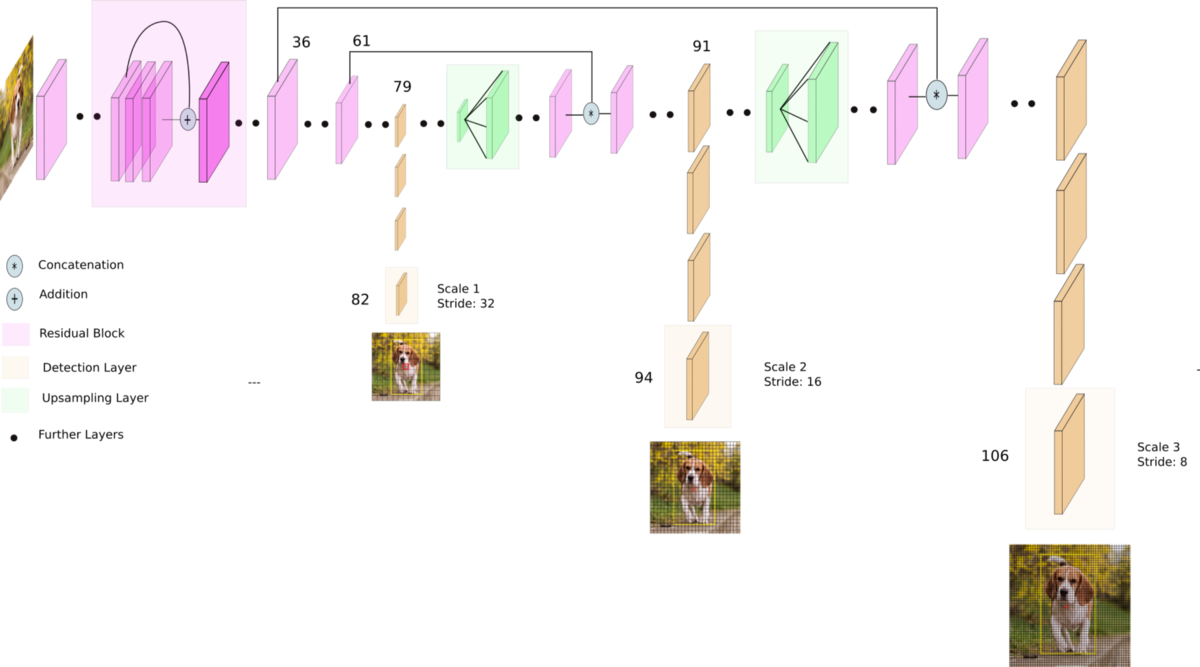 36
61
91
79
*
+
*
*
Concatenation
*
Addition
+
Residual Block
Detection Layer
Upsampling Layer
Further Layers
---
82
Scale 1
Stride: 32
94
Scale 2
Stride: 16
106
Scale 3
Stride: 8